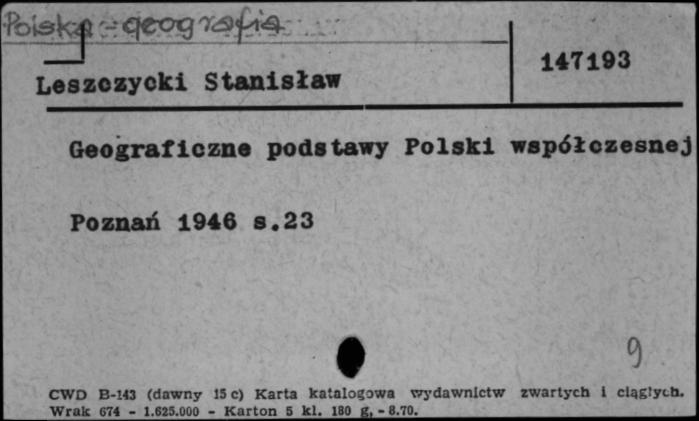 Polska - geografia
147193
Leszczycki Stanisław
Geograficzne podstawy Polski współczesnej
Poznań 1946 s.23
9
CWD B-143 (dawny 15 c) Karta katalogowa wydawnictw zwartych i ciągłych.
Wrak 674 - 1.625.000 - Karton 5 kl. 180 g, - 8.70.